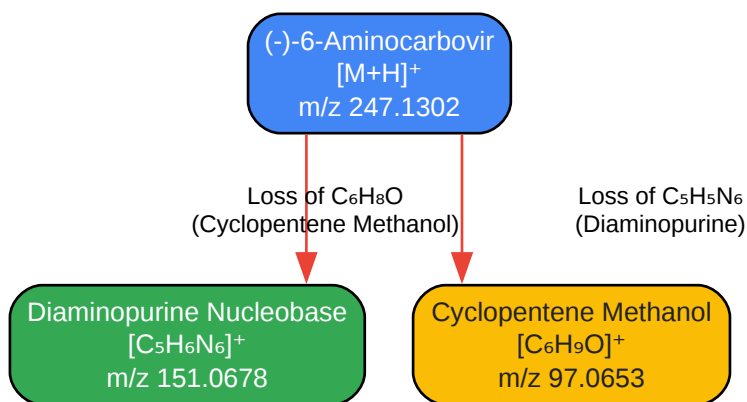 (-)-6-Aminocarbovir
[M+H]⁺
m/z 247.1302
Loss of C₆H₈O
(Cyclopentene Methanol)
Loss of C₅H₅N₆
(Diaminopurine)
Diaminopurine Nucleobase
[C₅H₆N₆]⁺
m/z 151.0678
Cyclopentene Methanol
[C₆H₉O]⁺
m/z 97.0653